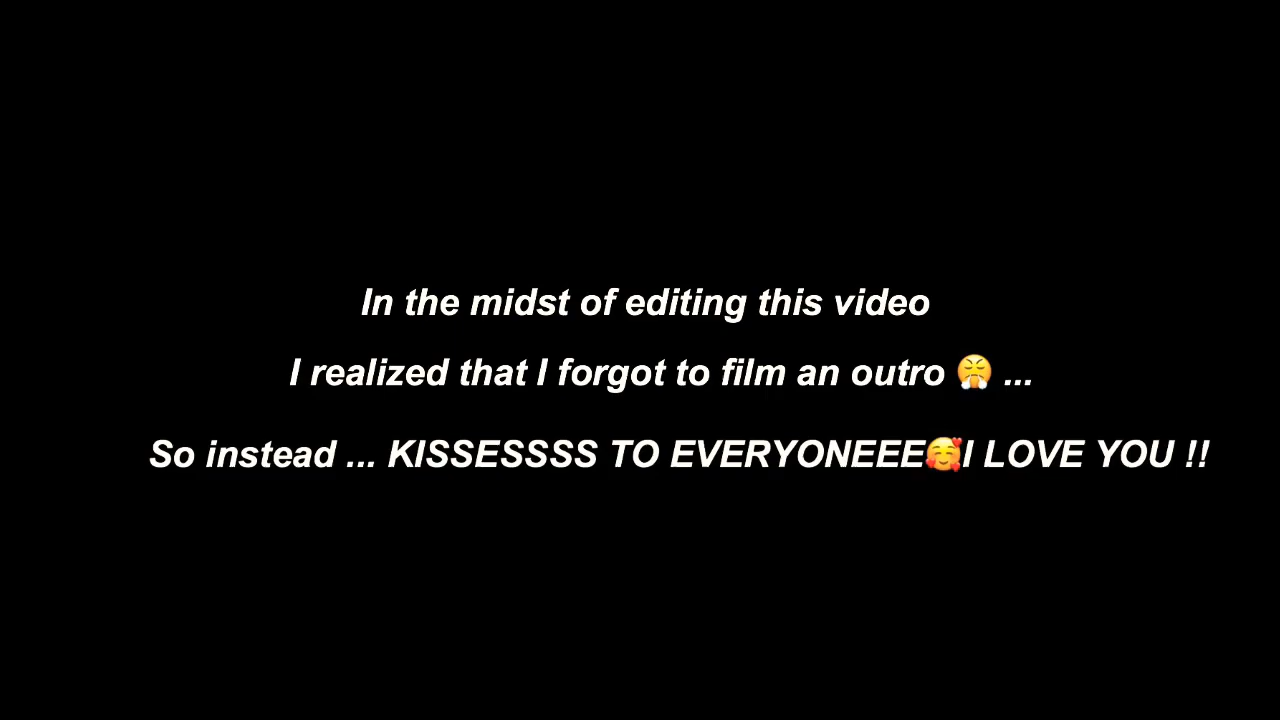 In the midst of editing this video
I realized that I forgot to film an outro 😤 ...
So instead ... KISSESSSS TO EVERYONEEE🥰I LOVE YOU !!